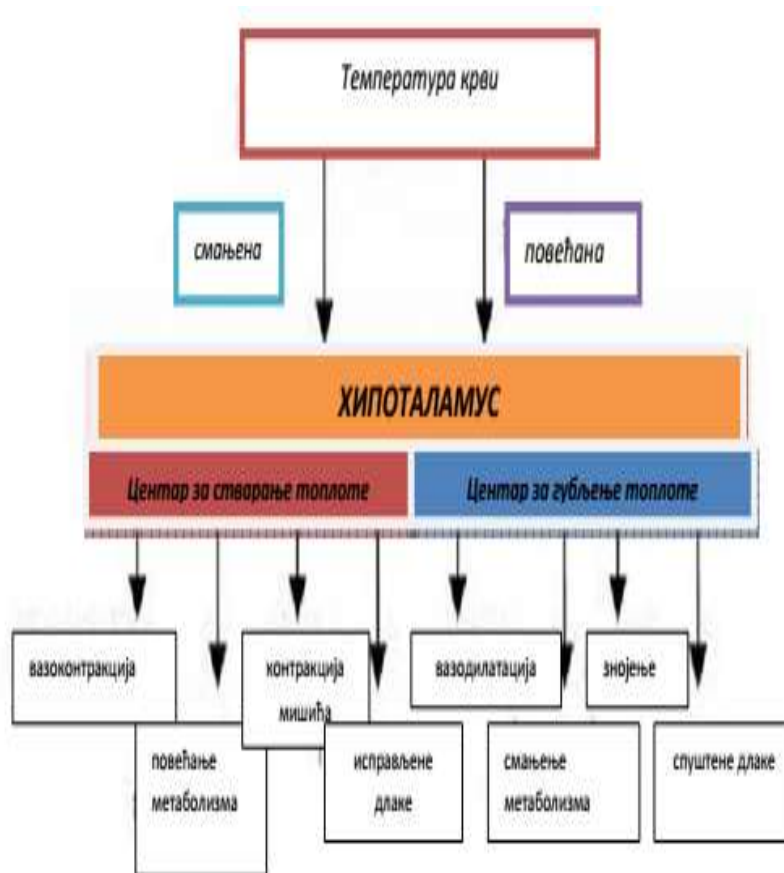 Температура крви
смањена
повећана
ХИПОТАЛАМУС
Центар за стварање топлоте
Центар за губљење топлоте
вазоконтракција
контракција
мишића
вазодилатација
знојење
повећање
метаболизма
исправљене
длаке
смањење
метаболизма
спуштене длаке